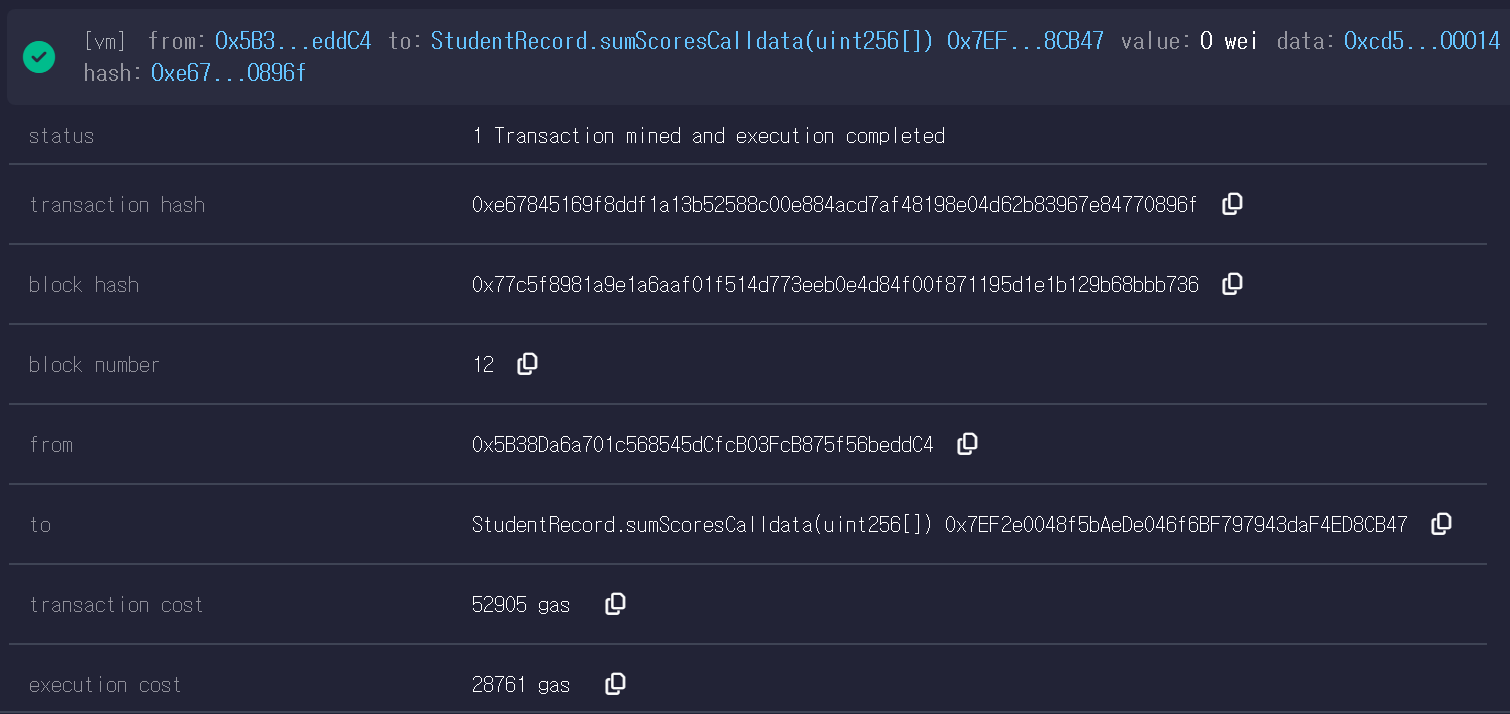 [vm] from: 0x5B3...eddC4 to: StudentRecord.sumScoresCalldata(uint256[]) 0x7EF...8CB47 value: 0 wei data: 0xcd5...00014
hash: 0xe67...0896f
status 1 Transaction mined and execution completed
transaction hash 0xe67845169f8ddf1a13b52588c00e884acd7af48198e04d62b83967e84770896f
block hash 0x77c5f8981a9e1a6aaf01f514d773eeb0e4d84f00f871195d1e1b129b68bbb736
block number 12
from 0x5B38Da6a701c568545dCfcB03FcB875f56beddC4
to StudentRecord.sumScoresCalldata(uint256[]) 0x7EF2e0048f5bAeDe046f6BF797943daF4ED8CB47
transaction cost 52905 gas
execution cost 28761 gas